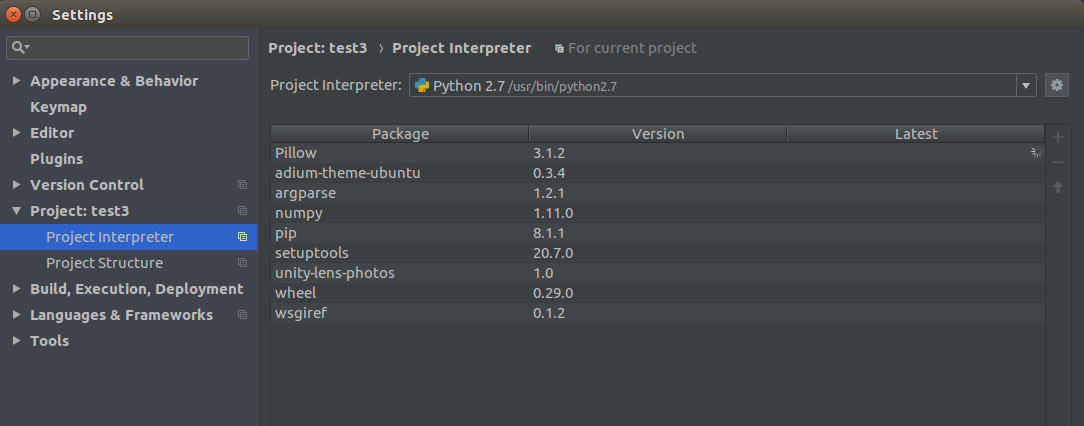 Settings
Appearance & Behavior
Keymap
Editor
Plugins
Version Control
Project: test3
Project Interpreter
Project Structure
Build, Execution, Deployment
Languages & Frameworks
Tools
Project: test3 › Project Interpreter For current project
Project Interpreter: Python 2.7 /usr/bin/python2.7
Package Version Latest
Pillow 3.1.2
adium-theme-ubuntu 0.3.4
argparse 1.2.1
numpy 1.11.0
pip 8.1.1
setuptools 20.7.0
unity-lens-photos 1.0
wheel 0.29.0
wsgiref 0.1.2